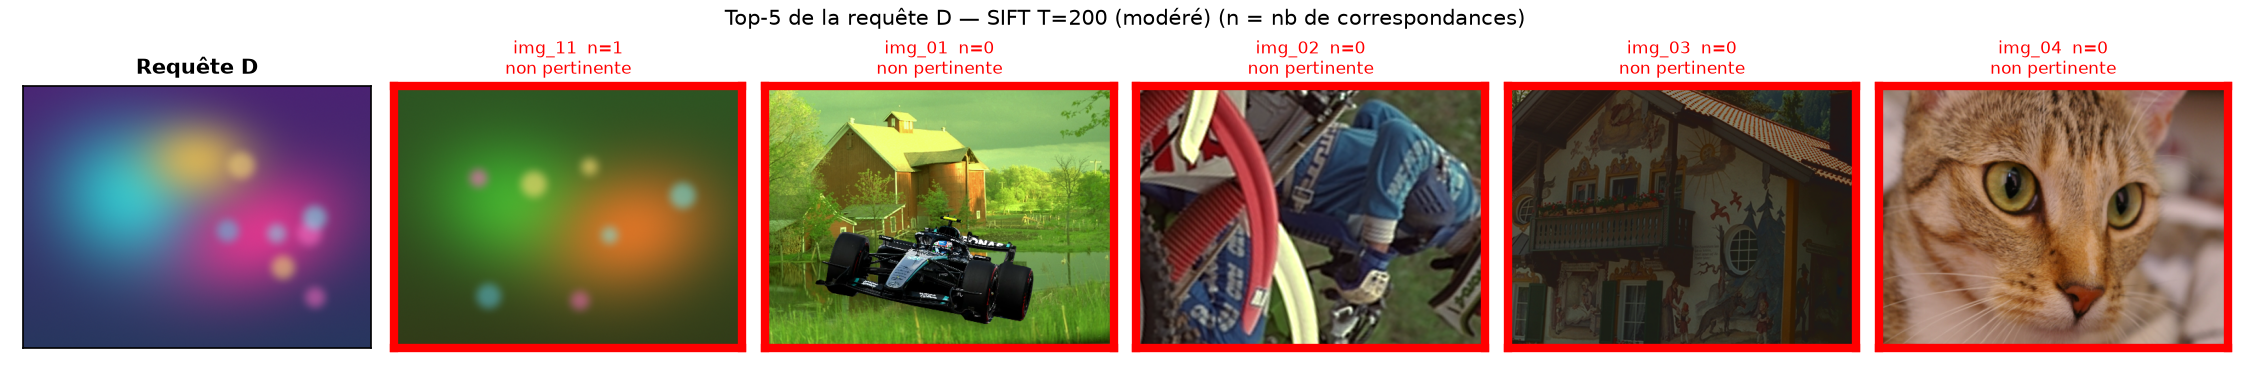 Top-5 de la requête D — SIFT T=200 (modéré) (n = nb de correspondances)
Requête D
img_11 n=1
non pertinente
img_01 n=0
non pertinente
img_02 n=0
non pertinente
img_03 n=0
non pertinente
img_04 n=0
non pertinente